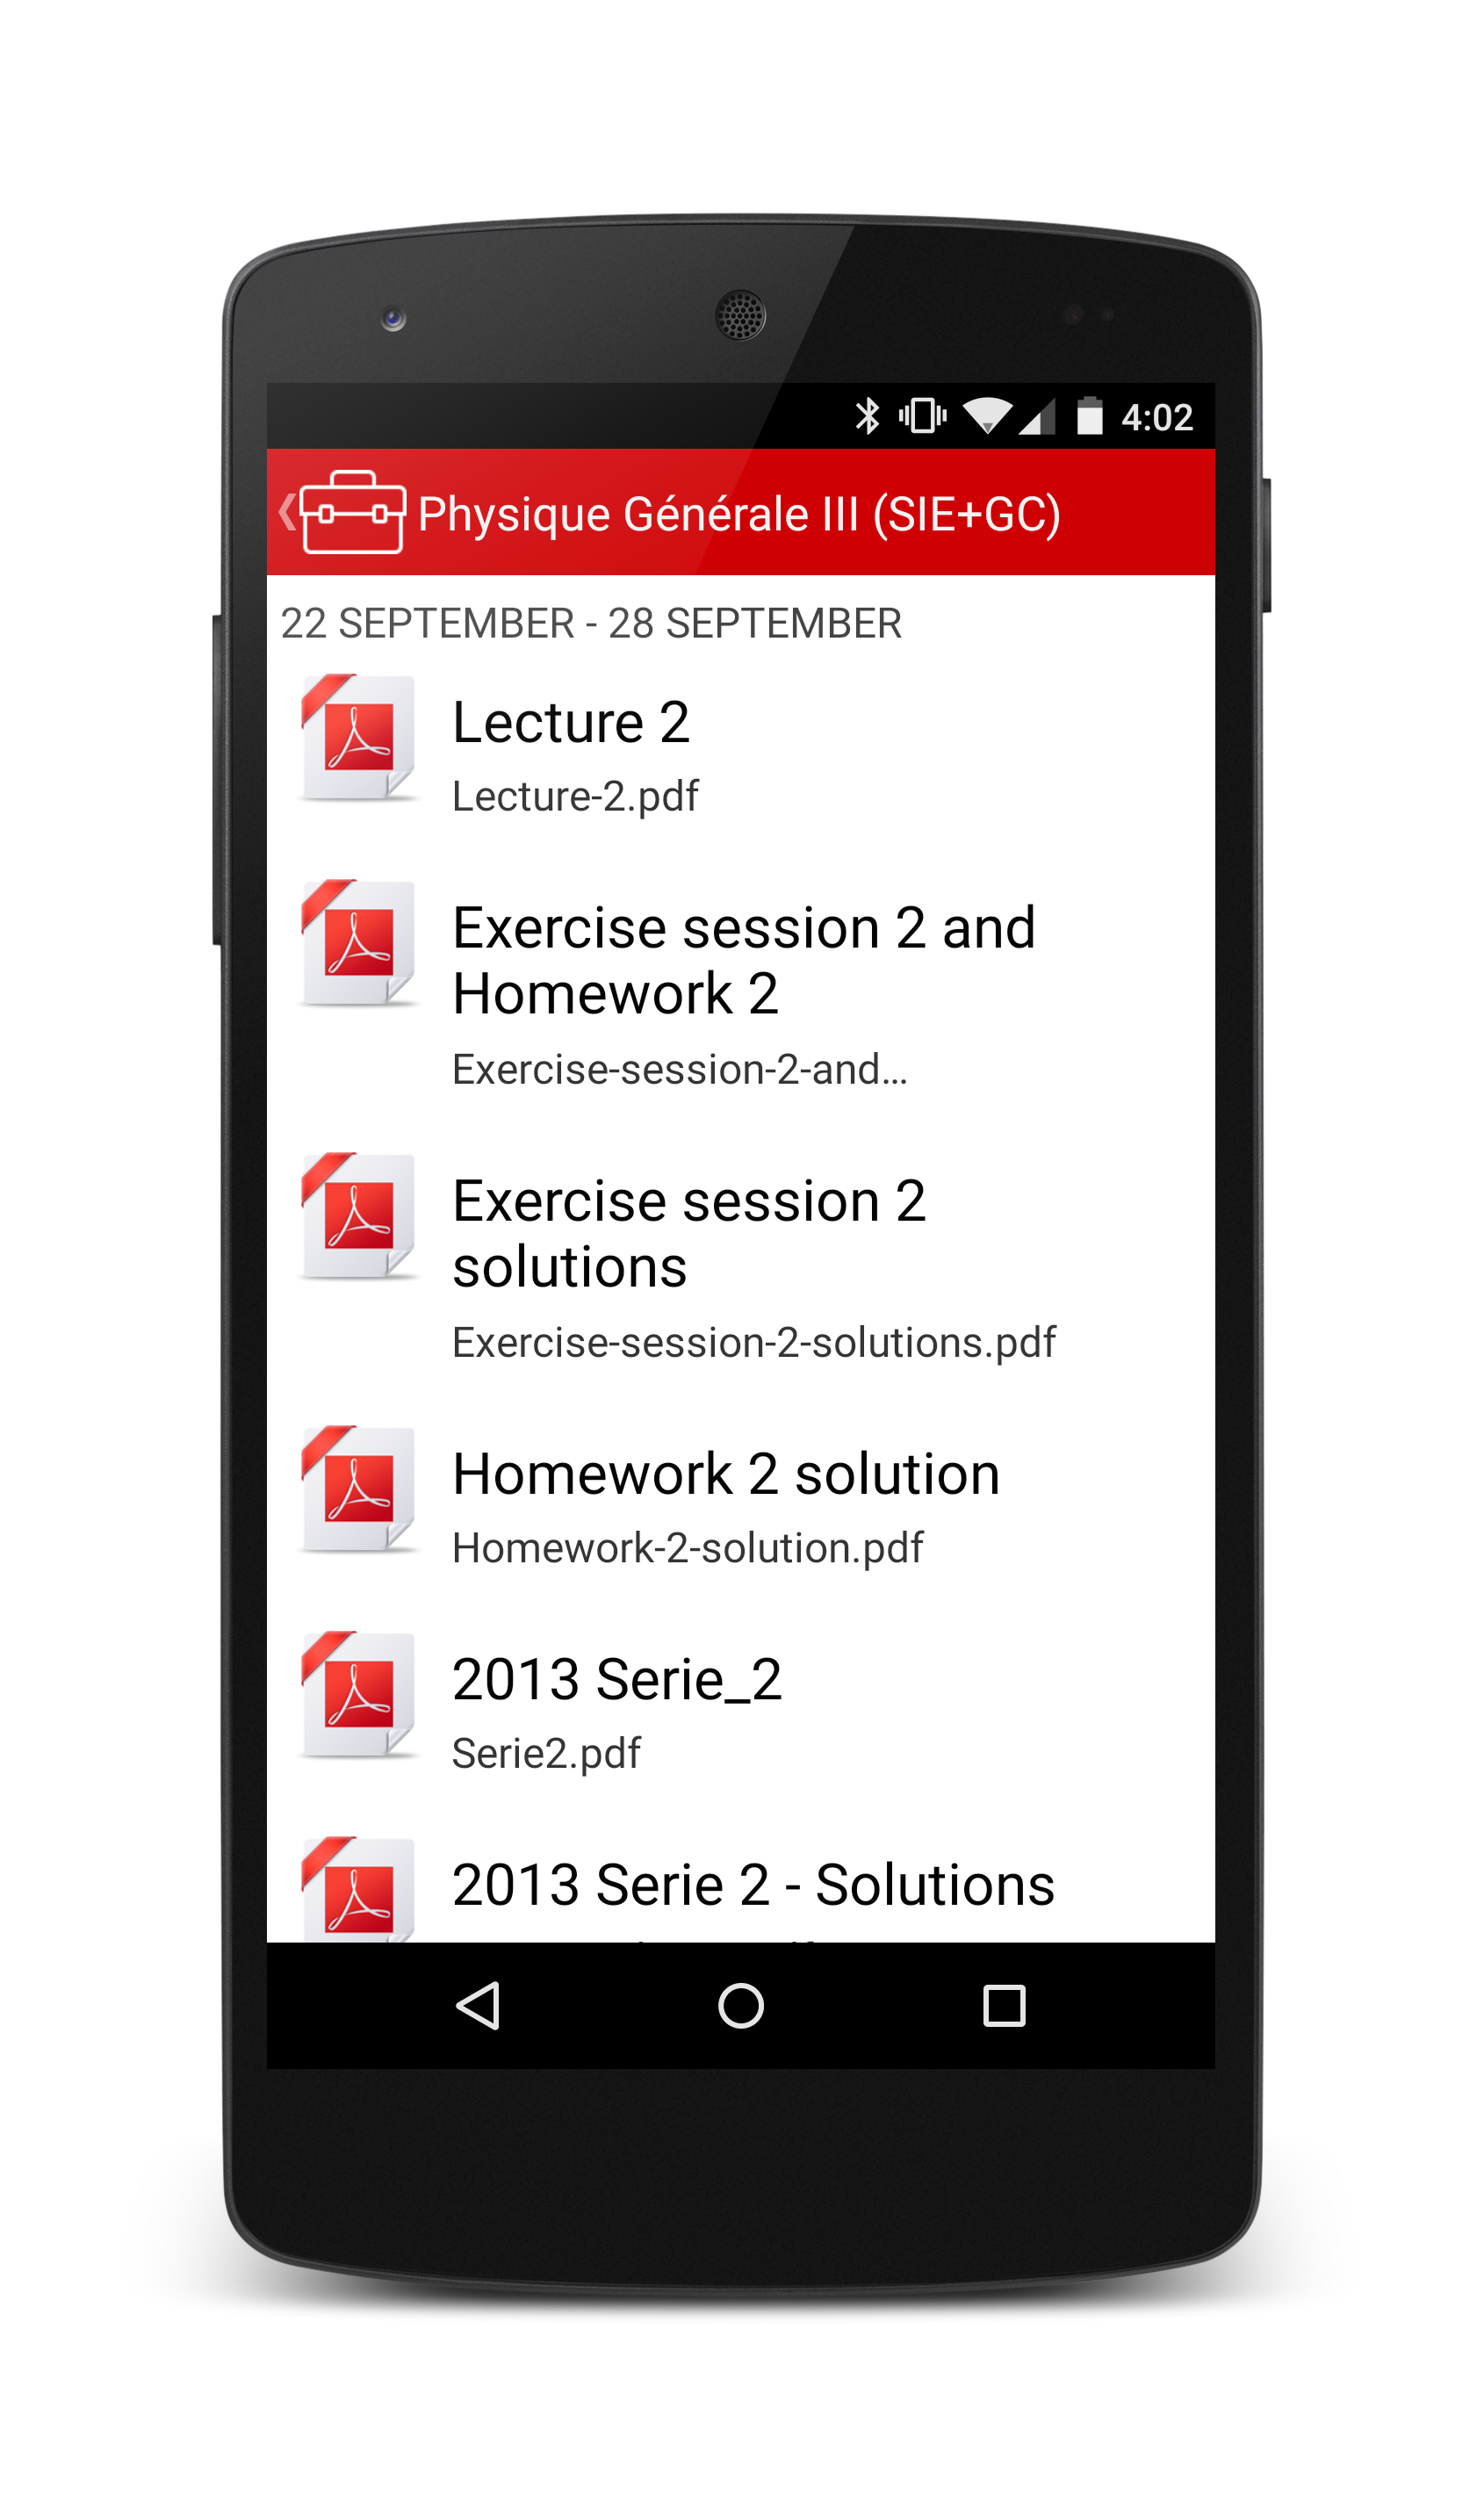 4:02
Physique Générale III (SIE+GC)
22 SEPTEMBER - 28 SEPTEMBER
Lecture 2
Lecture-2.pdf
Exercise session 2 and
Homework 2
Exercise-session-2-and…
Exercise session 2
solutions
Exercise-session-2-solutions.pdf
Homework 2 solution
Homework-2-solution.pdf
2013 Serie_2
Serie2.pdf
2013 Serie 2 - Solutions